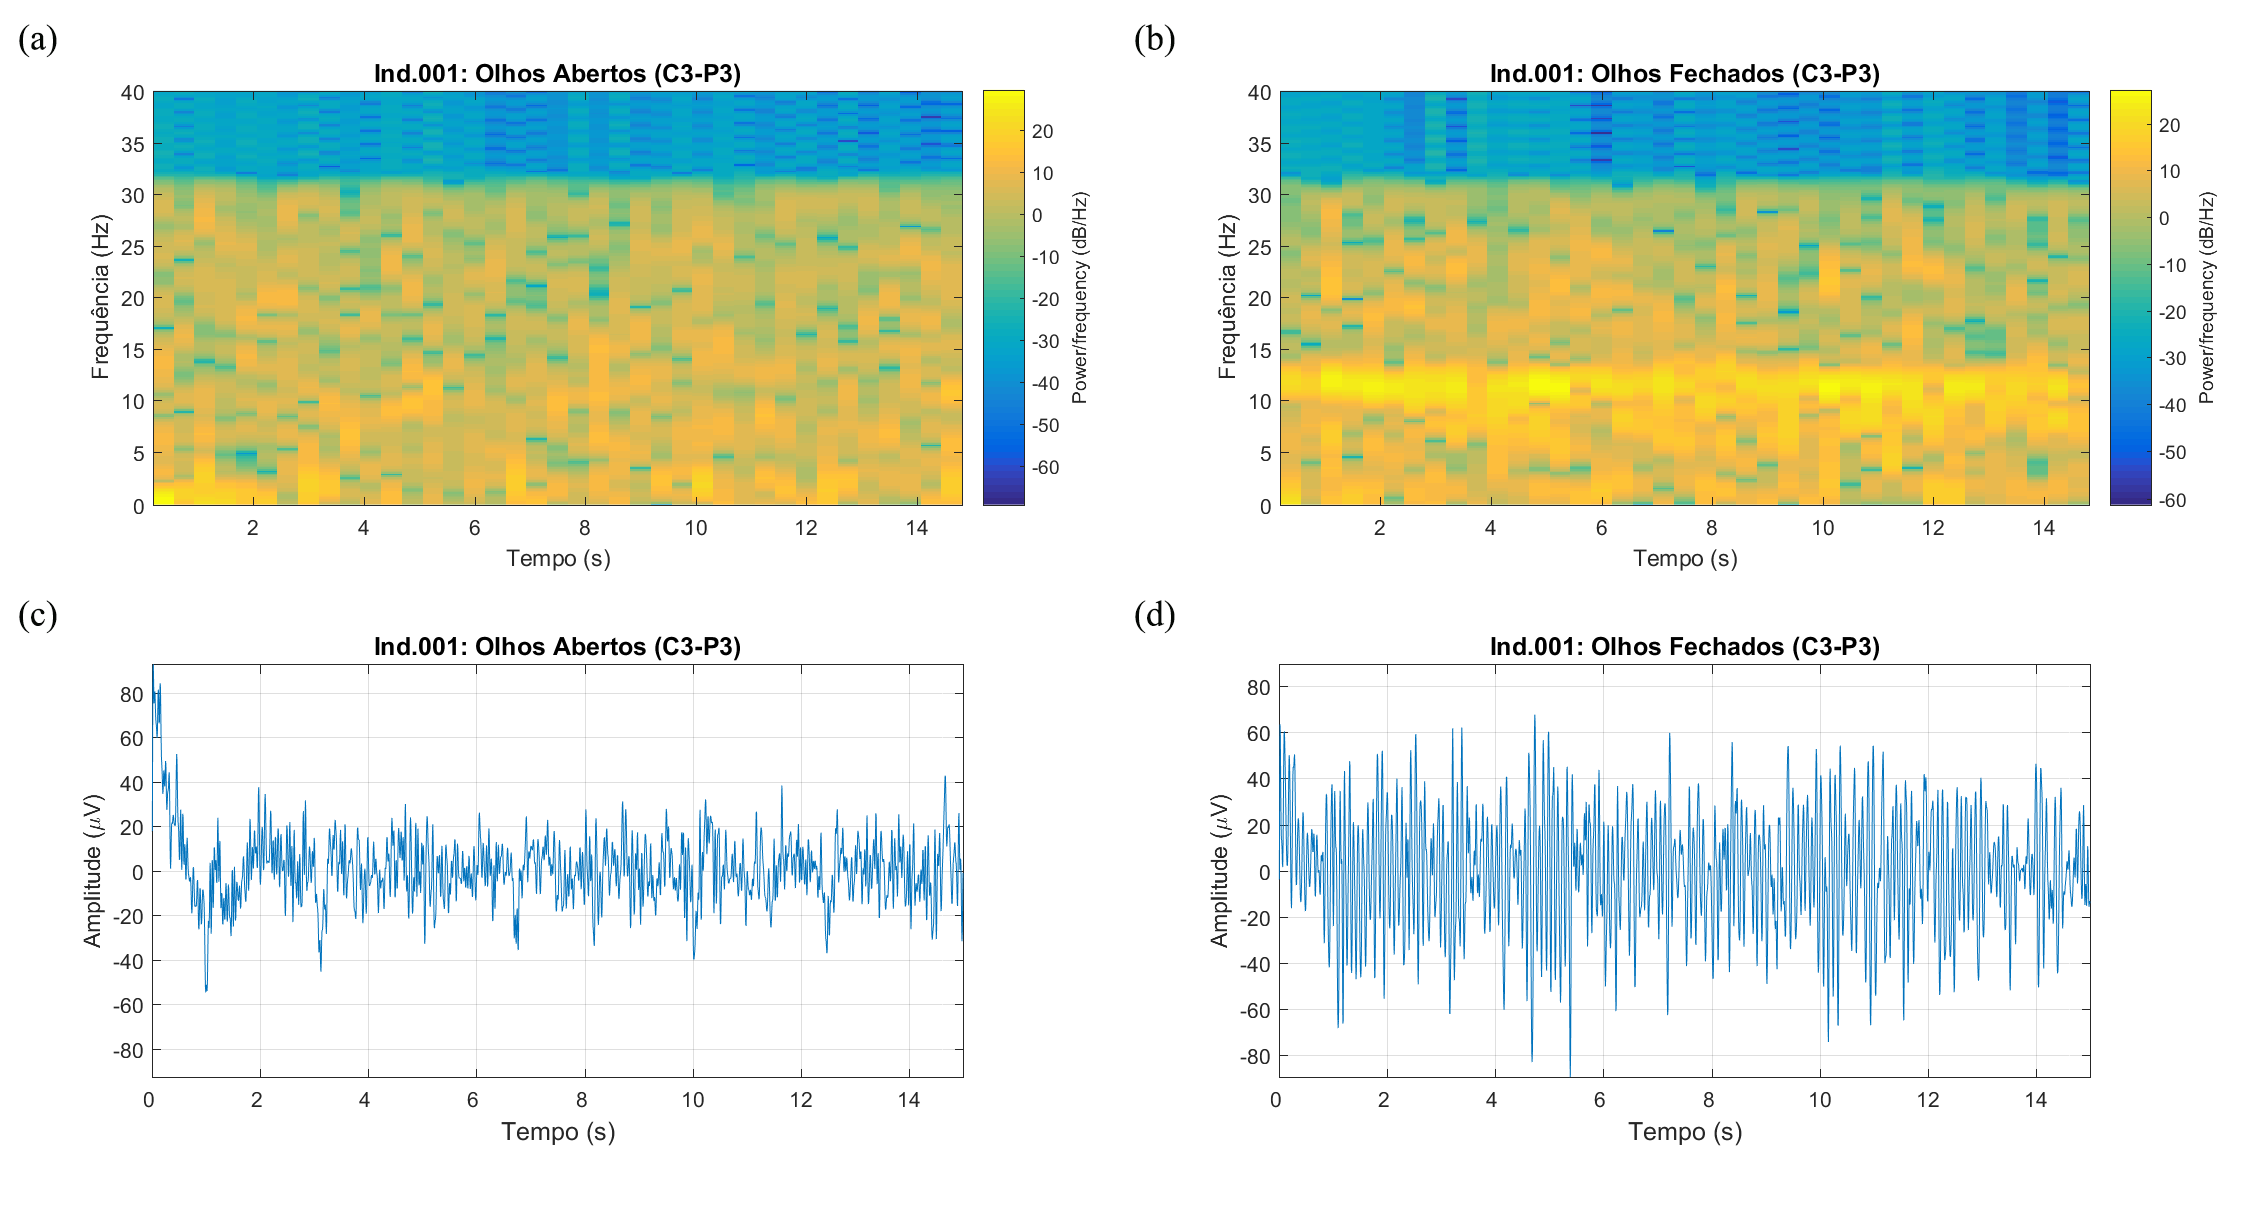 (a)
Ind.001: Olhos Abertos (C3-P3)
40
35
30
25
20
15
10
5
0
Frequência (Hz)
2 4 6 8 10 12 14
Tempo (s)
20
10
0
-10
-20
-30
-40
-50
-60
Power/frequency (dB/Hz)
(b)
Ind.001: Olhos Fechados (C3-P3)
40
35
30
25
20
15
10
5
0
Frequência (Hz)
2 4 6 8 10 12 14
Tempo (s)
20
10
0
-10
-20
-30
-40
-50
-60
Power/frequency (dB/Hz)
(c)
Ind.001: Olhos Abertos (C3-P3)
80
60
40
20
0
-20
-40
-60
-80
Amplitude (μV)
0 2 4 6 8 10 12 14
Tempo (s)
(d)
Ind.001: Olhos Fechados (C3-P3)
80
60
40
20
0
-20
-40
-60
-80
Amplitude (μV)
0 2 4 6 8 10 12 14
Tempo (s)